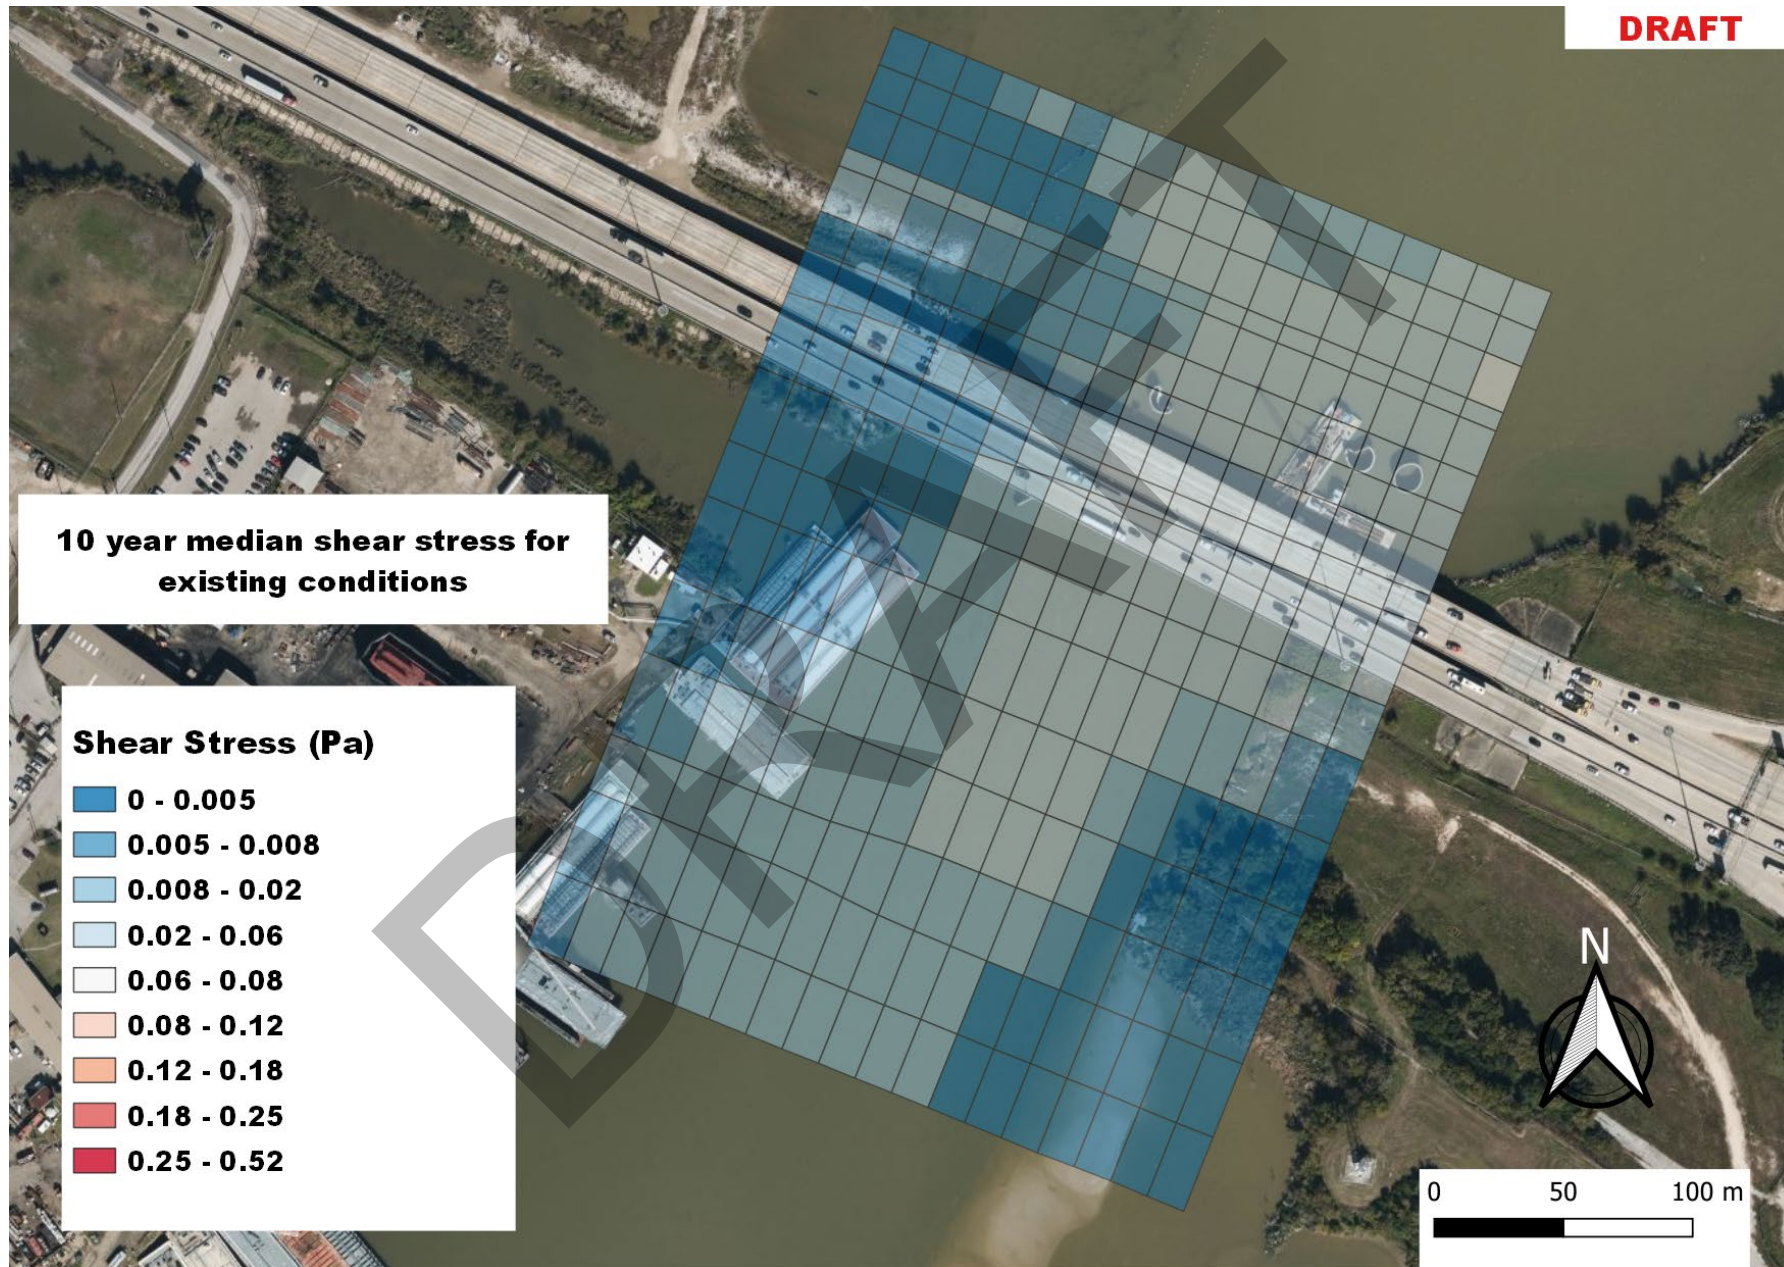 DRAFT
DRAFT
10 year median shear stress for
existing conditions
Shear Stress (Pa)
0 - 0.005
0.005 - 0.008
0.008 - 0.02
0.02 - 0.06
0.06 - 0.08
0.08 - 0.12
0.12 - 0.18
0.18 - 0.25
0.25 - 0.52
N
0 50 100 m